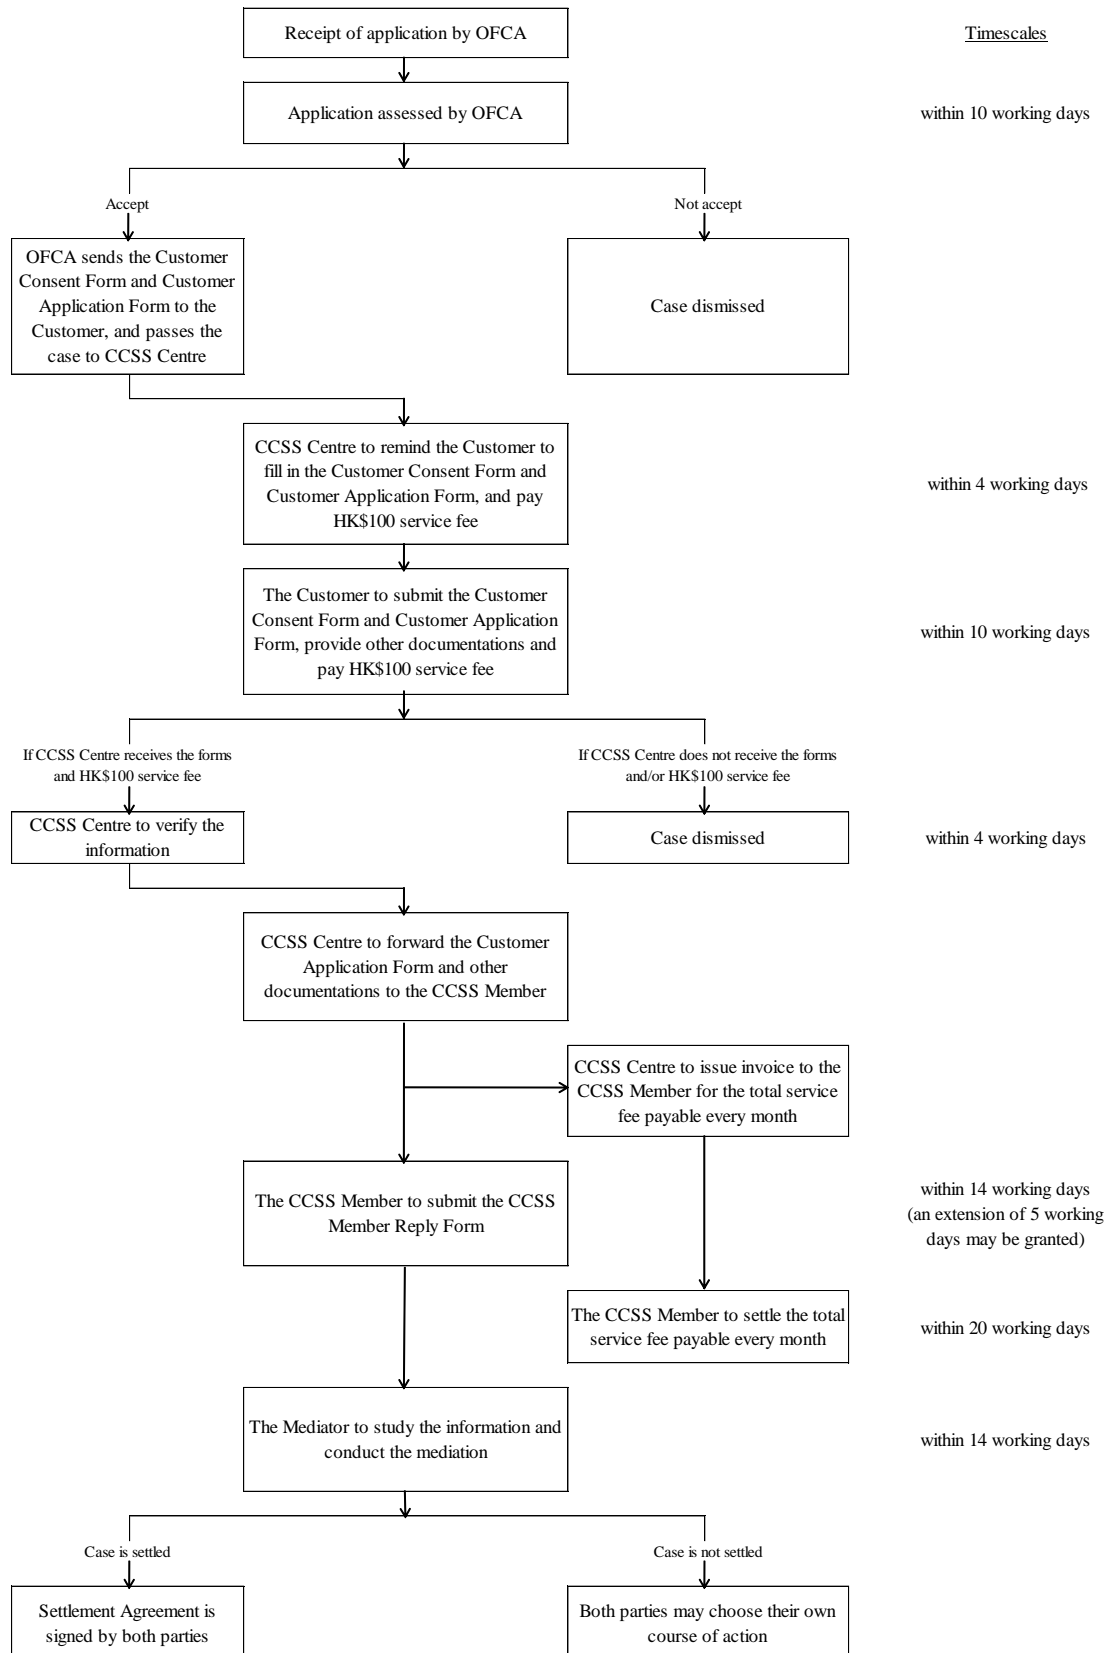 Receipt of application by OFCA
Timescales
Application assessed by OFCA
within 10 working days
Accept
Not accept
OFCA sends the Customer
Consent Form and Customer
Application Form to the
Customer, and passes the
case to CCSS Centre
Case dismissed
CCSS Centre to remind the Customer to
fill in the Customer Consent Form and
Customer Application Form, and pay
HK$100 service fee
within 4 working days
The Customer to submit the Customer
Consent Form and Customer Application
Form, provide other documentations and
pay HK$100 service fee
within 10 working days
If CCSS Centre receives the forms
and HK$100 service fee
If CCSS Centre does not receive the forms
and/or HK$100 service fee
CCSS Centre to verify the
information
Case dismissed
within 4 working days
CCSS Centre to forward the Customer
Application Form and other
documentations to the CCSS Member
CCSS Centre to issue invoice to the
CCSS Member for the total service
fee payable every month
The CCSS Member to submit the CCSS
Member Reply Form
within 14 working days
(an extension of 5 working
days may be granted)
The CCSS Member to settle the total
service fee payable every month
within 20 working days
The Mediator to study the information and
conduct the mediation
within 14 working days
Case is settled
Case is not settled
Settlement Agreement is
signed by both parties
Both parties may choose their own
course of action